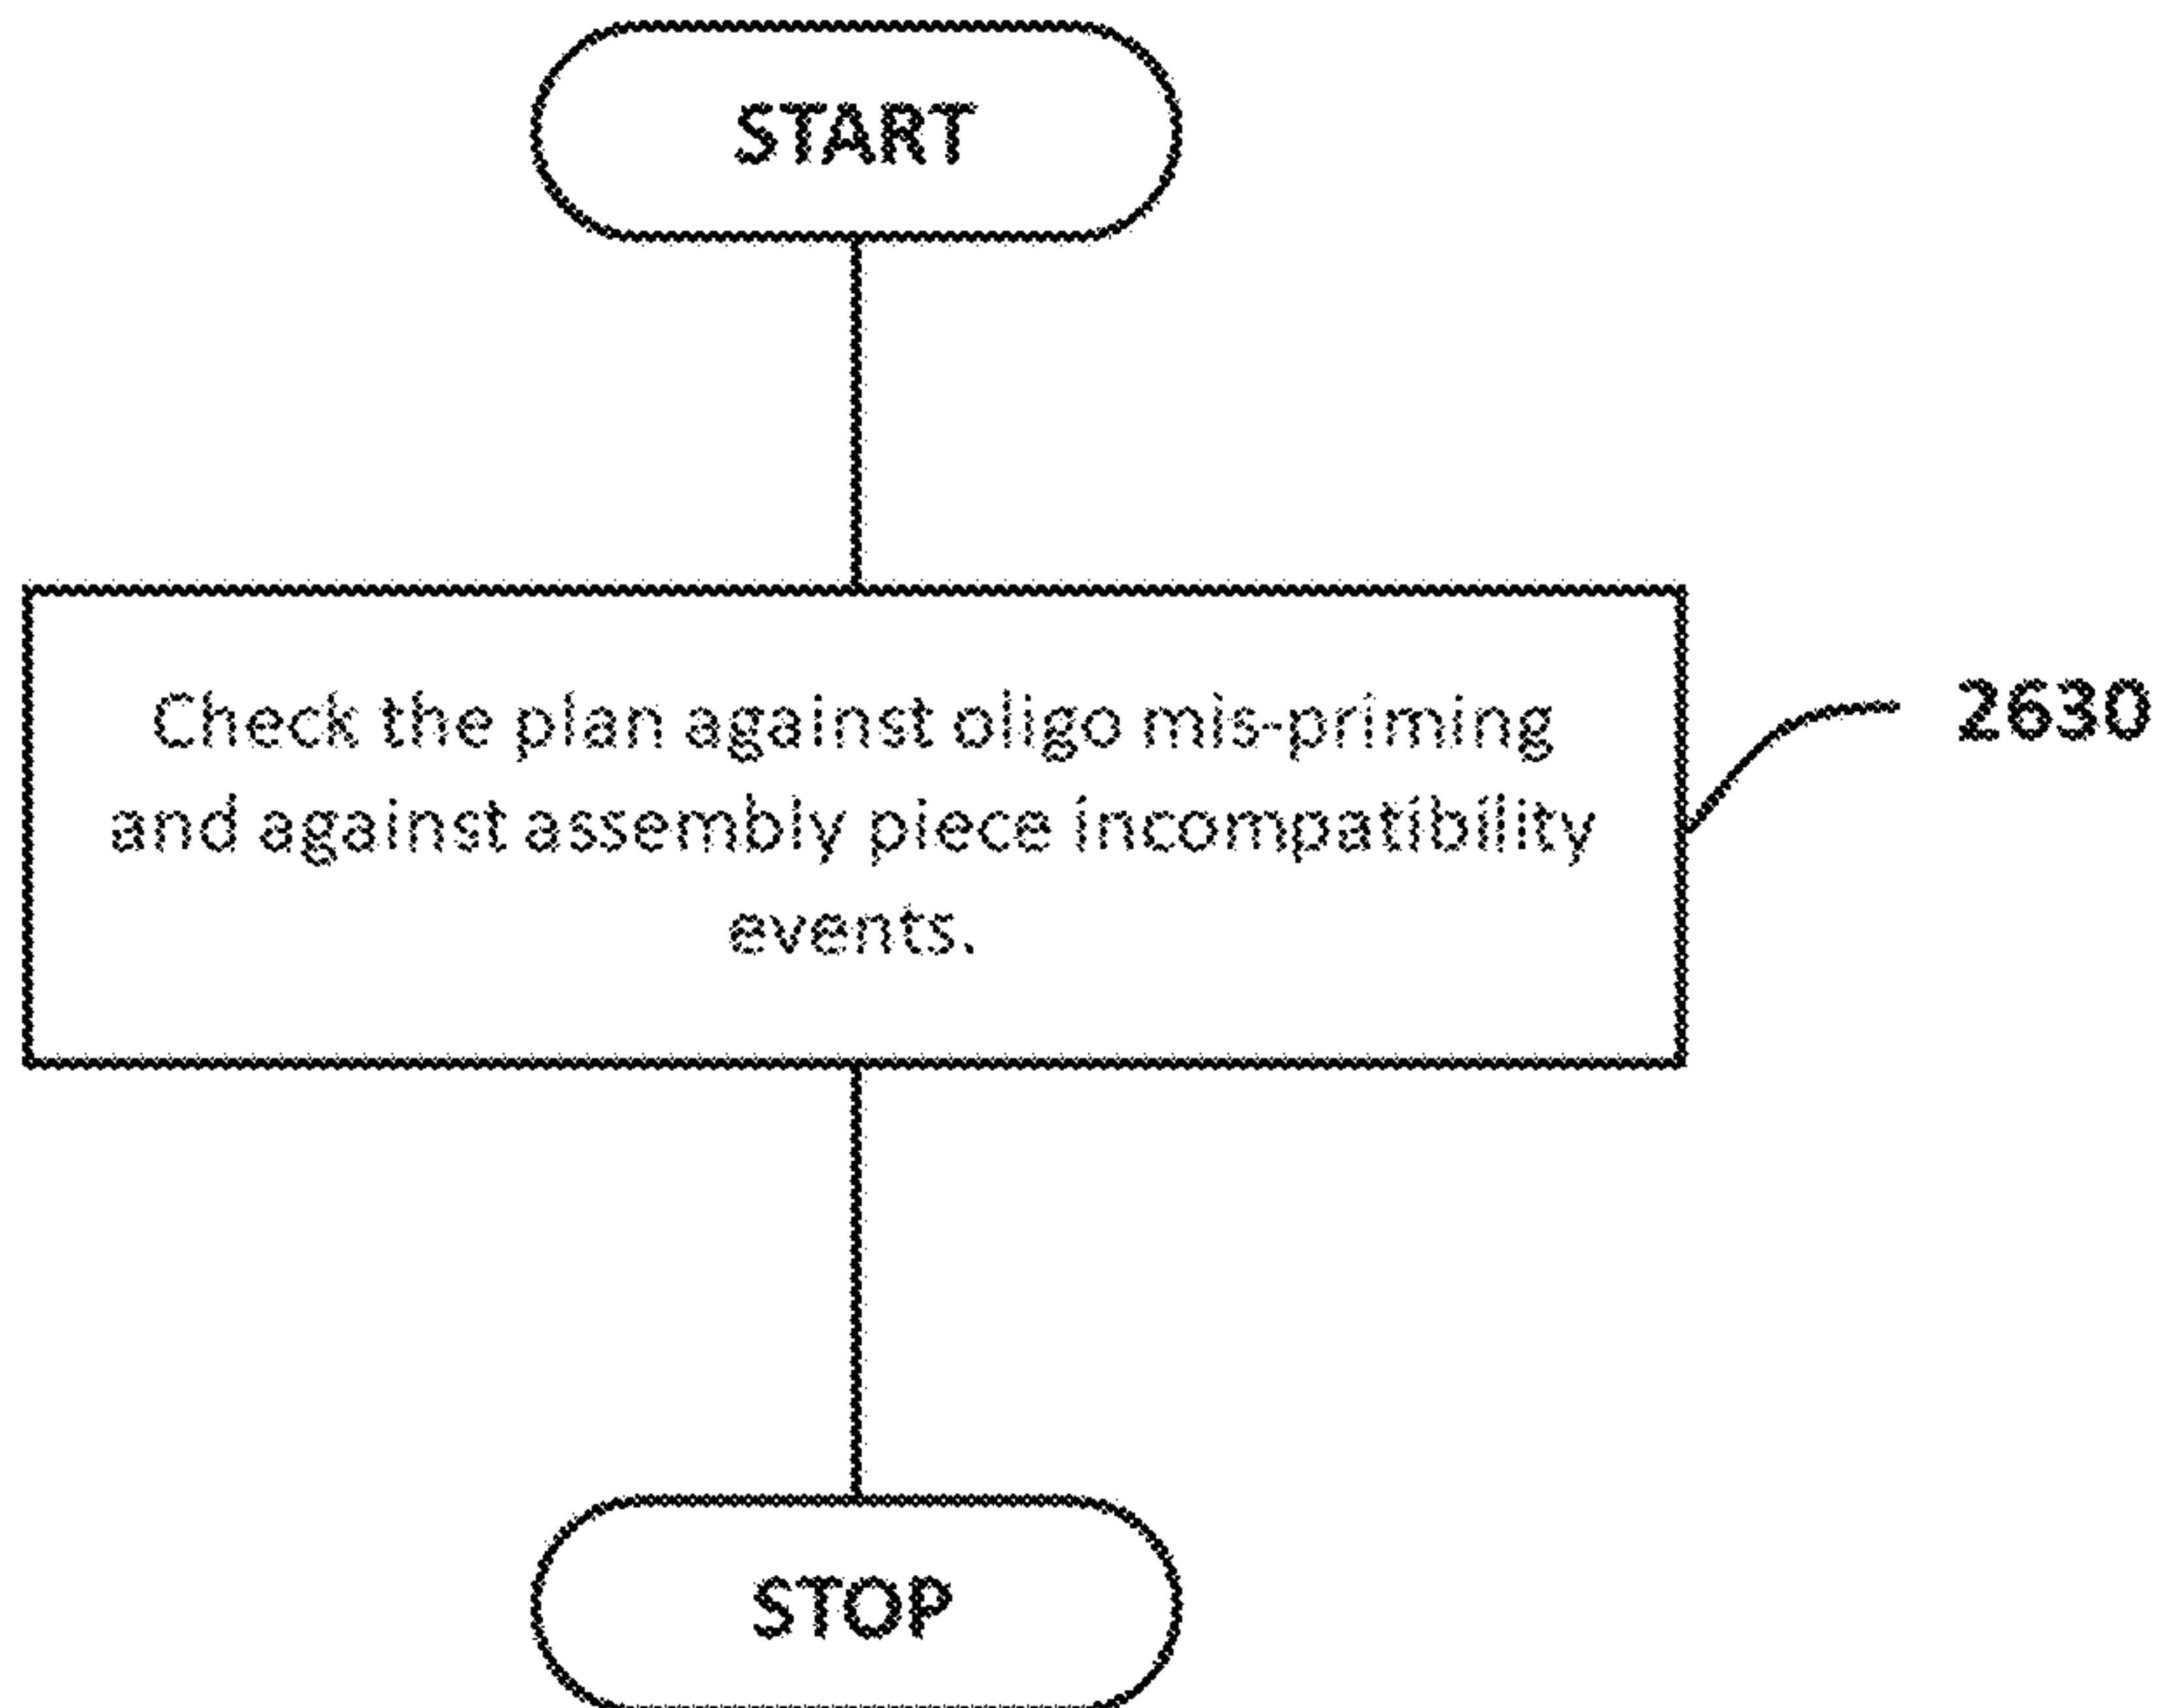 START
Check the plan against oligo mis-priming
2630
and against assembly piece incompatibility
events.
STOP